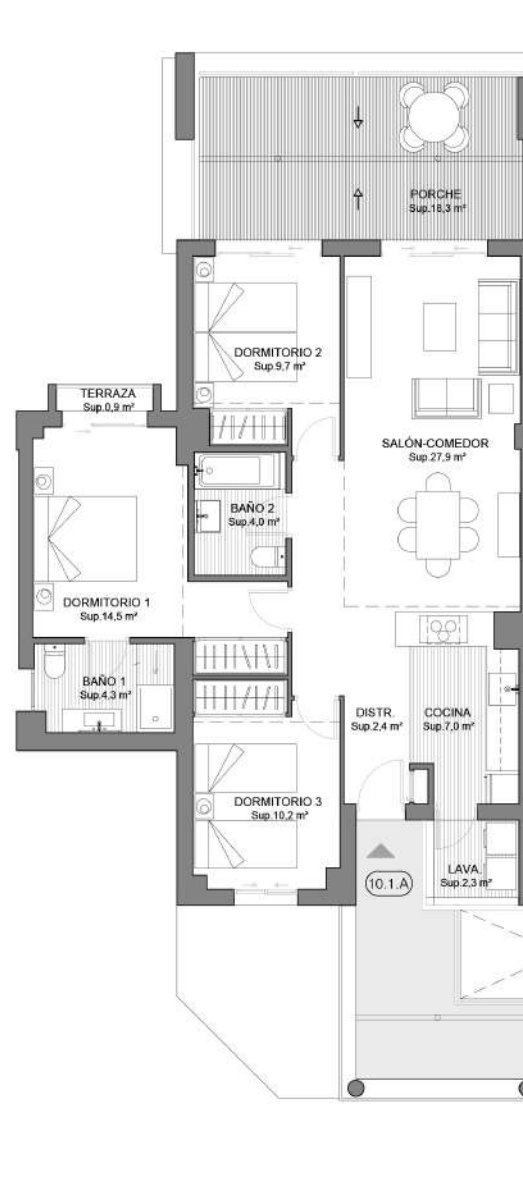 PORCHE
Sup.18,3 m²
DORMITORIO 2
Sup.9,7 m²
TERRAZA
Sup.0,9 m²
SALÓN-COMEDOR
Sup.27,9 m²
BAÑO 2
Sup.4,0 m²
DORMITORIO 1
Sup.14,5 m²
BAÑO 1
Sup.4,3 m²
DISTR.
Sup.2,4 m²
COCINA
Sup.7,0 m²
DORMITORIO 3
Sup.10,2 m²
LAVA.
Sup.2,3 m²
10.1.A